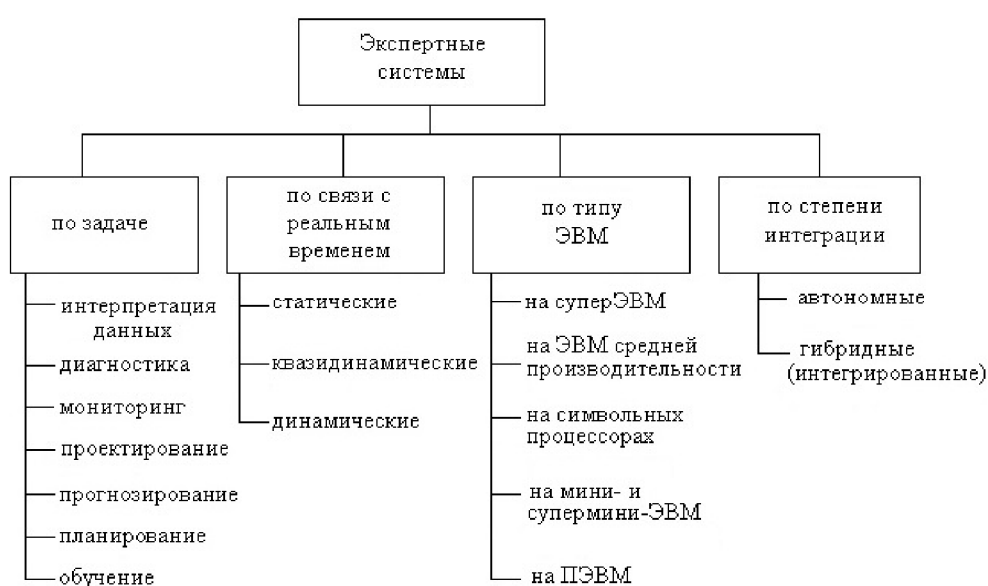 Экспертные
системы
по задаче
интерпретация
данных
диагностика
мониторинг
проектирование
прогнозирование
планирование
обучение
по связи с
реальным
временем
статические
квазидинамические
динамические
по типу
ЭВМ
на суперЭВМ
на ЭВМ средней
производительности
на символьных
процессорах
на мини- и
супермини-ЭВМ
на ПЭВМ
по степени
интеграции
автономные
гибридные
(интегрированные)